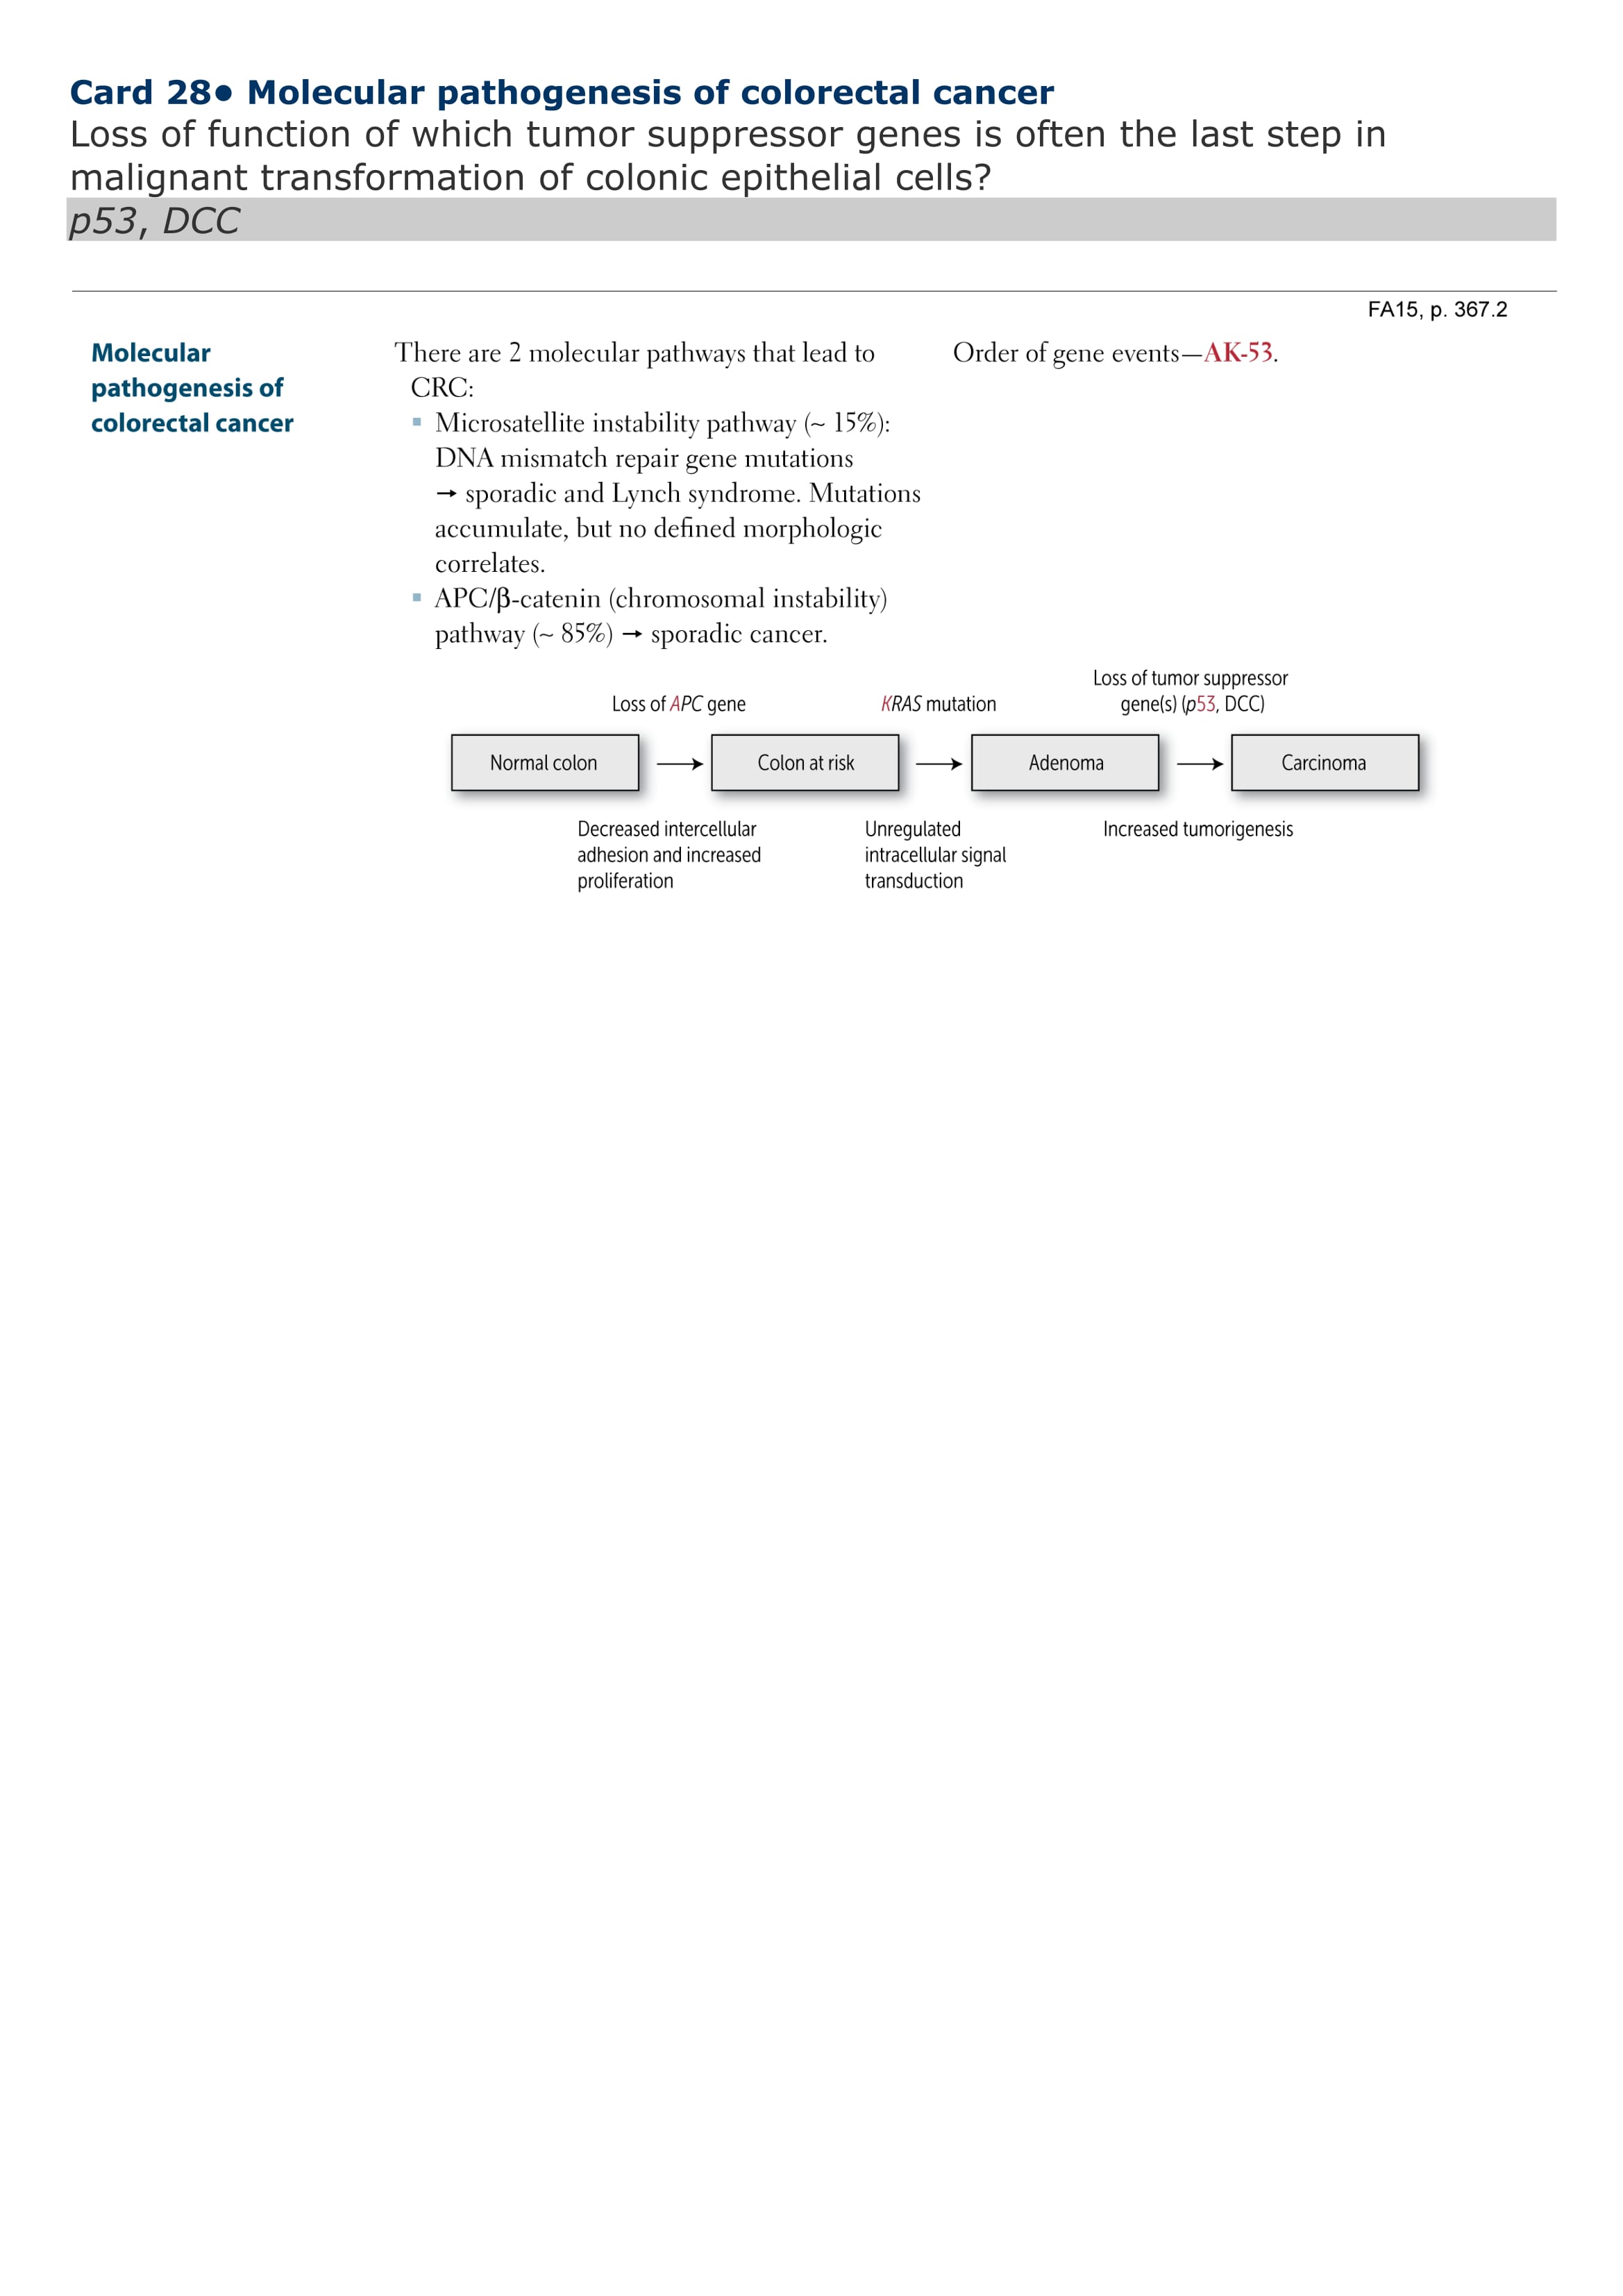 Card 28● Molecular pathogenesis of colorectal cancer
Loss of function of which tumor suppressor genes is often the last step in
malignant transformation of colonic epithelial cells?
p53, DCC
FA15, p. 367.2
Molecular
pathogenesis of
colorectal cancer
There are 2 molecular pathways that lead to
CRC:
▪ Microsatellite instability pathway (~ 15%):
DNA mismatch repair gene mutations
→ sporadic and Lynch syndrome. Mutations
accumulate, but no defined morphologic
correlates.
▪ APC/β-catenin (chromosomal instability)
pathway (~ 85%) → sporadic cancer.
Order of gene events—AK-53.
Loss of APC gene
KRAS mutation
Loss of tumor suppressor
gene(s) (p53, DCC)
Normal colon → Colon at risk → Adenoma → Carcinoma
Decreased intercellular
adhesion and increased
proliferation
Unregulated
intracellular signal
transduction
Increased tumorigenesis